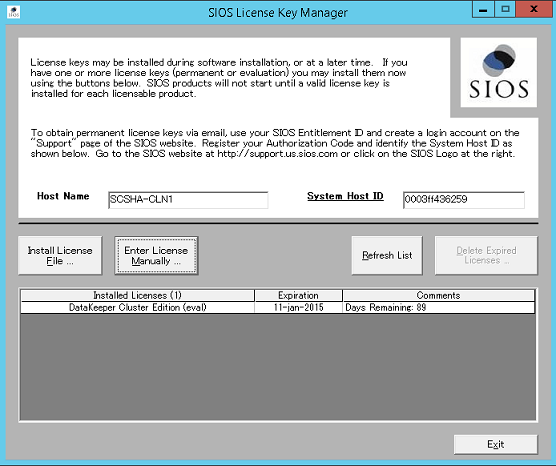 SIOS License Key Manager
License keys may be installed during software installation, or at a later time.  If you
have one or more license keys (permanent or evaluation) you may install them now
using the buttons below.  SIOS products will not start until a valid license key is
installed for each licensable product.
SIOS
To obtain permanent license keys via email, use your SIOS Entitlement ID and create a login account on the
"Support" page of the SIOS website.  Register your Authorization Code and identify the System Host ID as
shown below.  Go to the SIOS website at http://support.us.sios.com or click on the SIOS Logo at the right.
Host Name SCSHA-CLN1 System Host ID 0003ff436259
Install License
File ...
Enter License
Manually ...
Refresh List
Delete Expired
Licenses ...
Installed Licenses (1) Expiration Comments
DataKeeper Cluster Edition (eval) 11-jan-2015 Days Remaining: 89
Exit